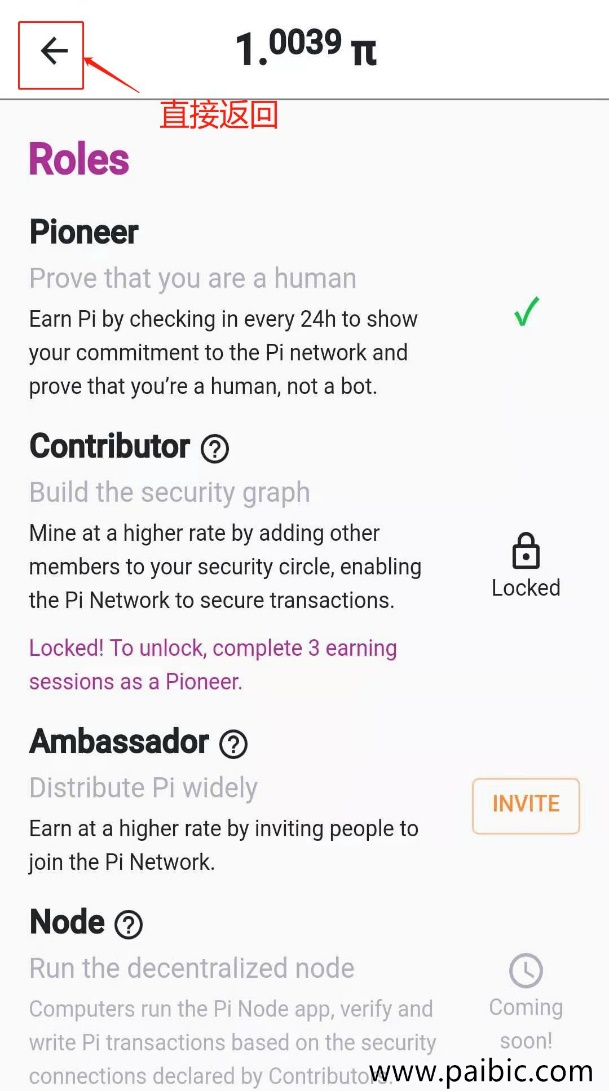 1.0039 π
直接返回
Roles
Pioneer
Prove that you are a human
Earn Pi by checking in every 24h to show
your commitment to the Pi network and
prove that you’re a human, not a bot.
Contributor ?
Build the security graph
Mine at a higher rate by adding other
members to your security circle, enabling
the Pi Network to secure transactions.
Locked
Locked! To unlock, complete 3 earning
sessions as a Pioneer.
Ambassador ?
Distribute Pi widely
Earn at a higher rate by inviting people to
join the Pi Network.
INVITE
Node ?
Run the decentralized node
Computers run the Pi Node app, verify and
write Pi transactions based on the security
connections declared by Contributors.
Coming
soon!
www.paibic.com